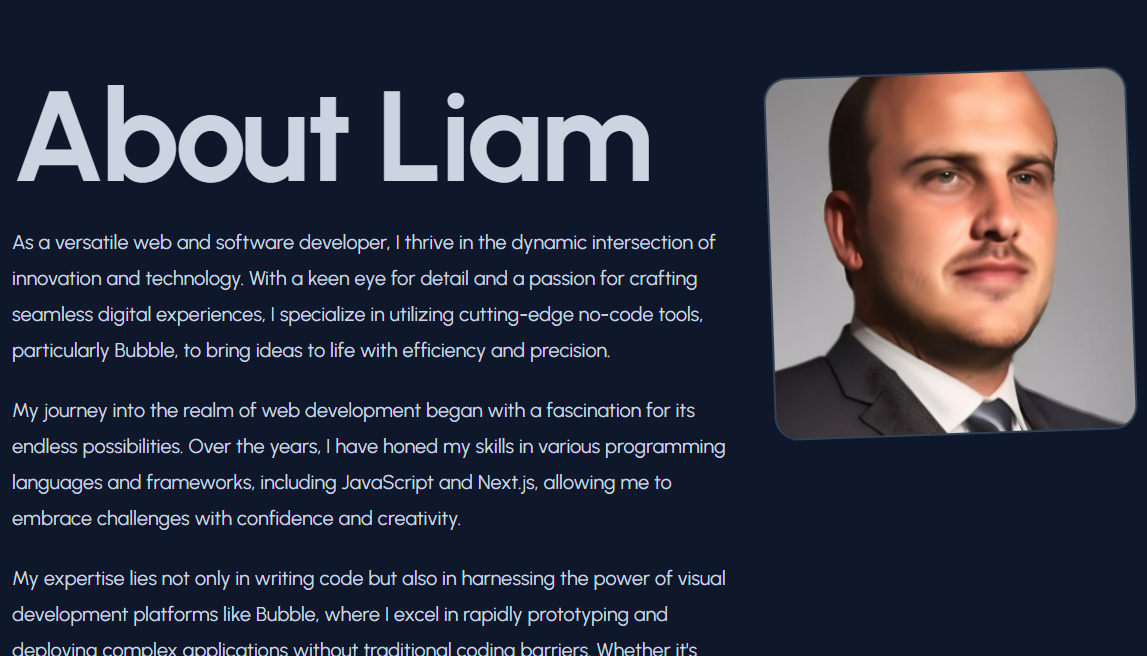 About Liam
As a versatile web and software developer, I thrive in the dynamic intersection of
innovation and technology. With a keen eye for detail and a passion for crafting
seamless digital experiences, I specialize in utilizing cutting-edge no-code tools,
particularly Bubble, to bring ideas to life with efficiency and precision.
My journey into the realm of web development began with a fascination for its
endless possibilities. Over the years, I have honed my skills in various programming
languages and frameworks, including JavaScript and Next.js, allowing me to
embrace challenges with confidence and creativity.
My expertise lies not only in writing code but also in harnessing the power of visual
development platforms like Bubble, where I excel in rapidly prototyping and
deploying complex applications without traditional coding barriers. Whether it's